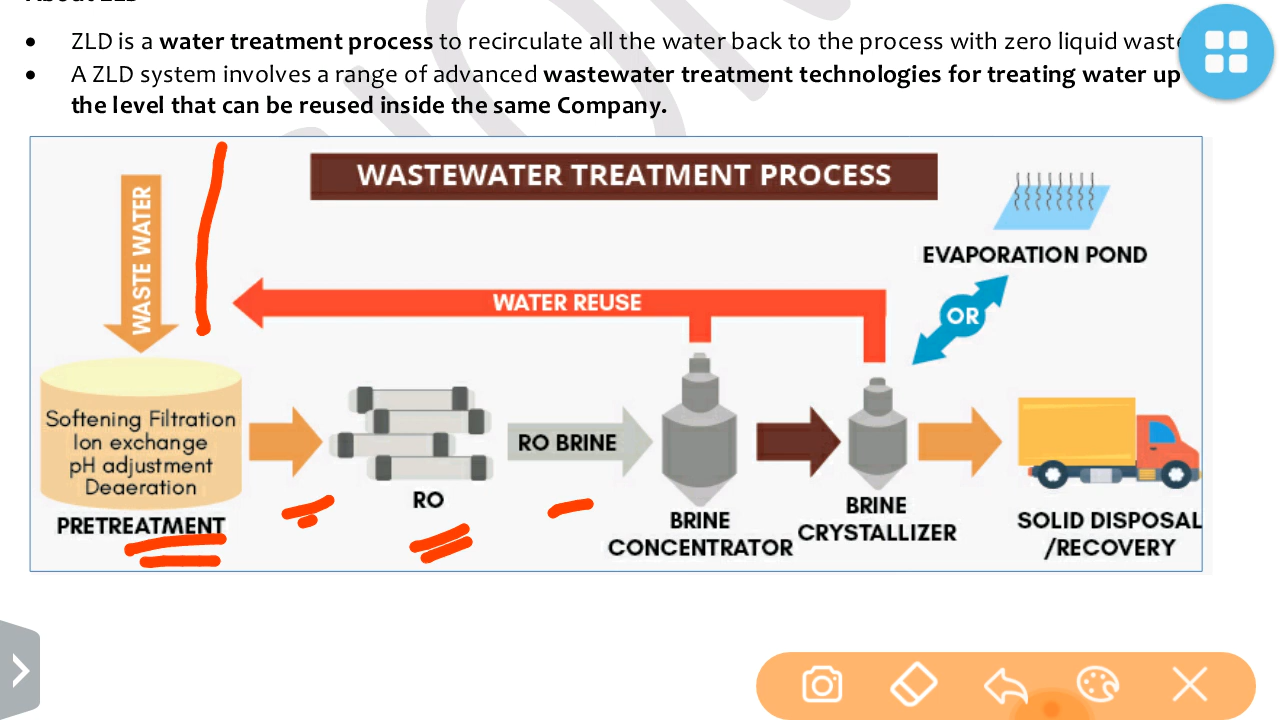 ZLD is a water treatment process to recirculate all the water back to the process with zero liquid
A ZLD system involves a range of advanced wastewater treatment technologies for treating water up
the level that can be reused inside the same Company.
WASTEWATER TREATMENT PROCESS
WASTE WATER
EVAPORATION POND
WATER REUSE
OR
Softening Filtration
Ion exchange
pH adjustment
Deaeration
PRETREATMENT
RO
RO BRINE
BRINE
CONCENTRATOR
BRINE
CRYSTALLIZER
SOLID DISPOSAL
/RECOVERY